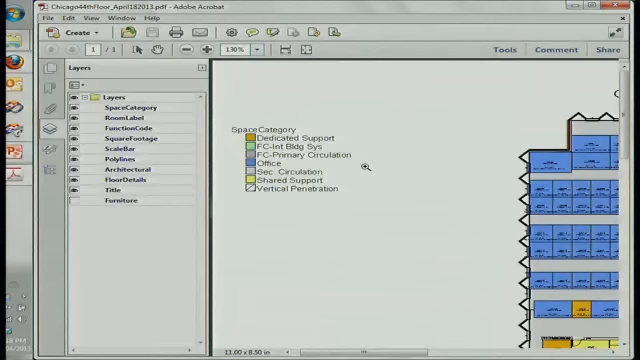 Chicago44thFloor_April182013.pdf - Adobe Acrobat
File Edit View Window Help
Create
1 / 1 130%
Tools Comment Share
Layers
Layers
SpaceCategory
RoomLabel
FunctionCode
SquareFootage
ScaleBar
Polylines
Architectural
FloorDetails
Title
Furniture
SpaceCategory
Dedicated Support
FC-Int Bldg Sys
FC-Primary Circulation
Office
Sec. Circulation
Shared Support
Vertical Penetration
11.00 x 8.50 in